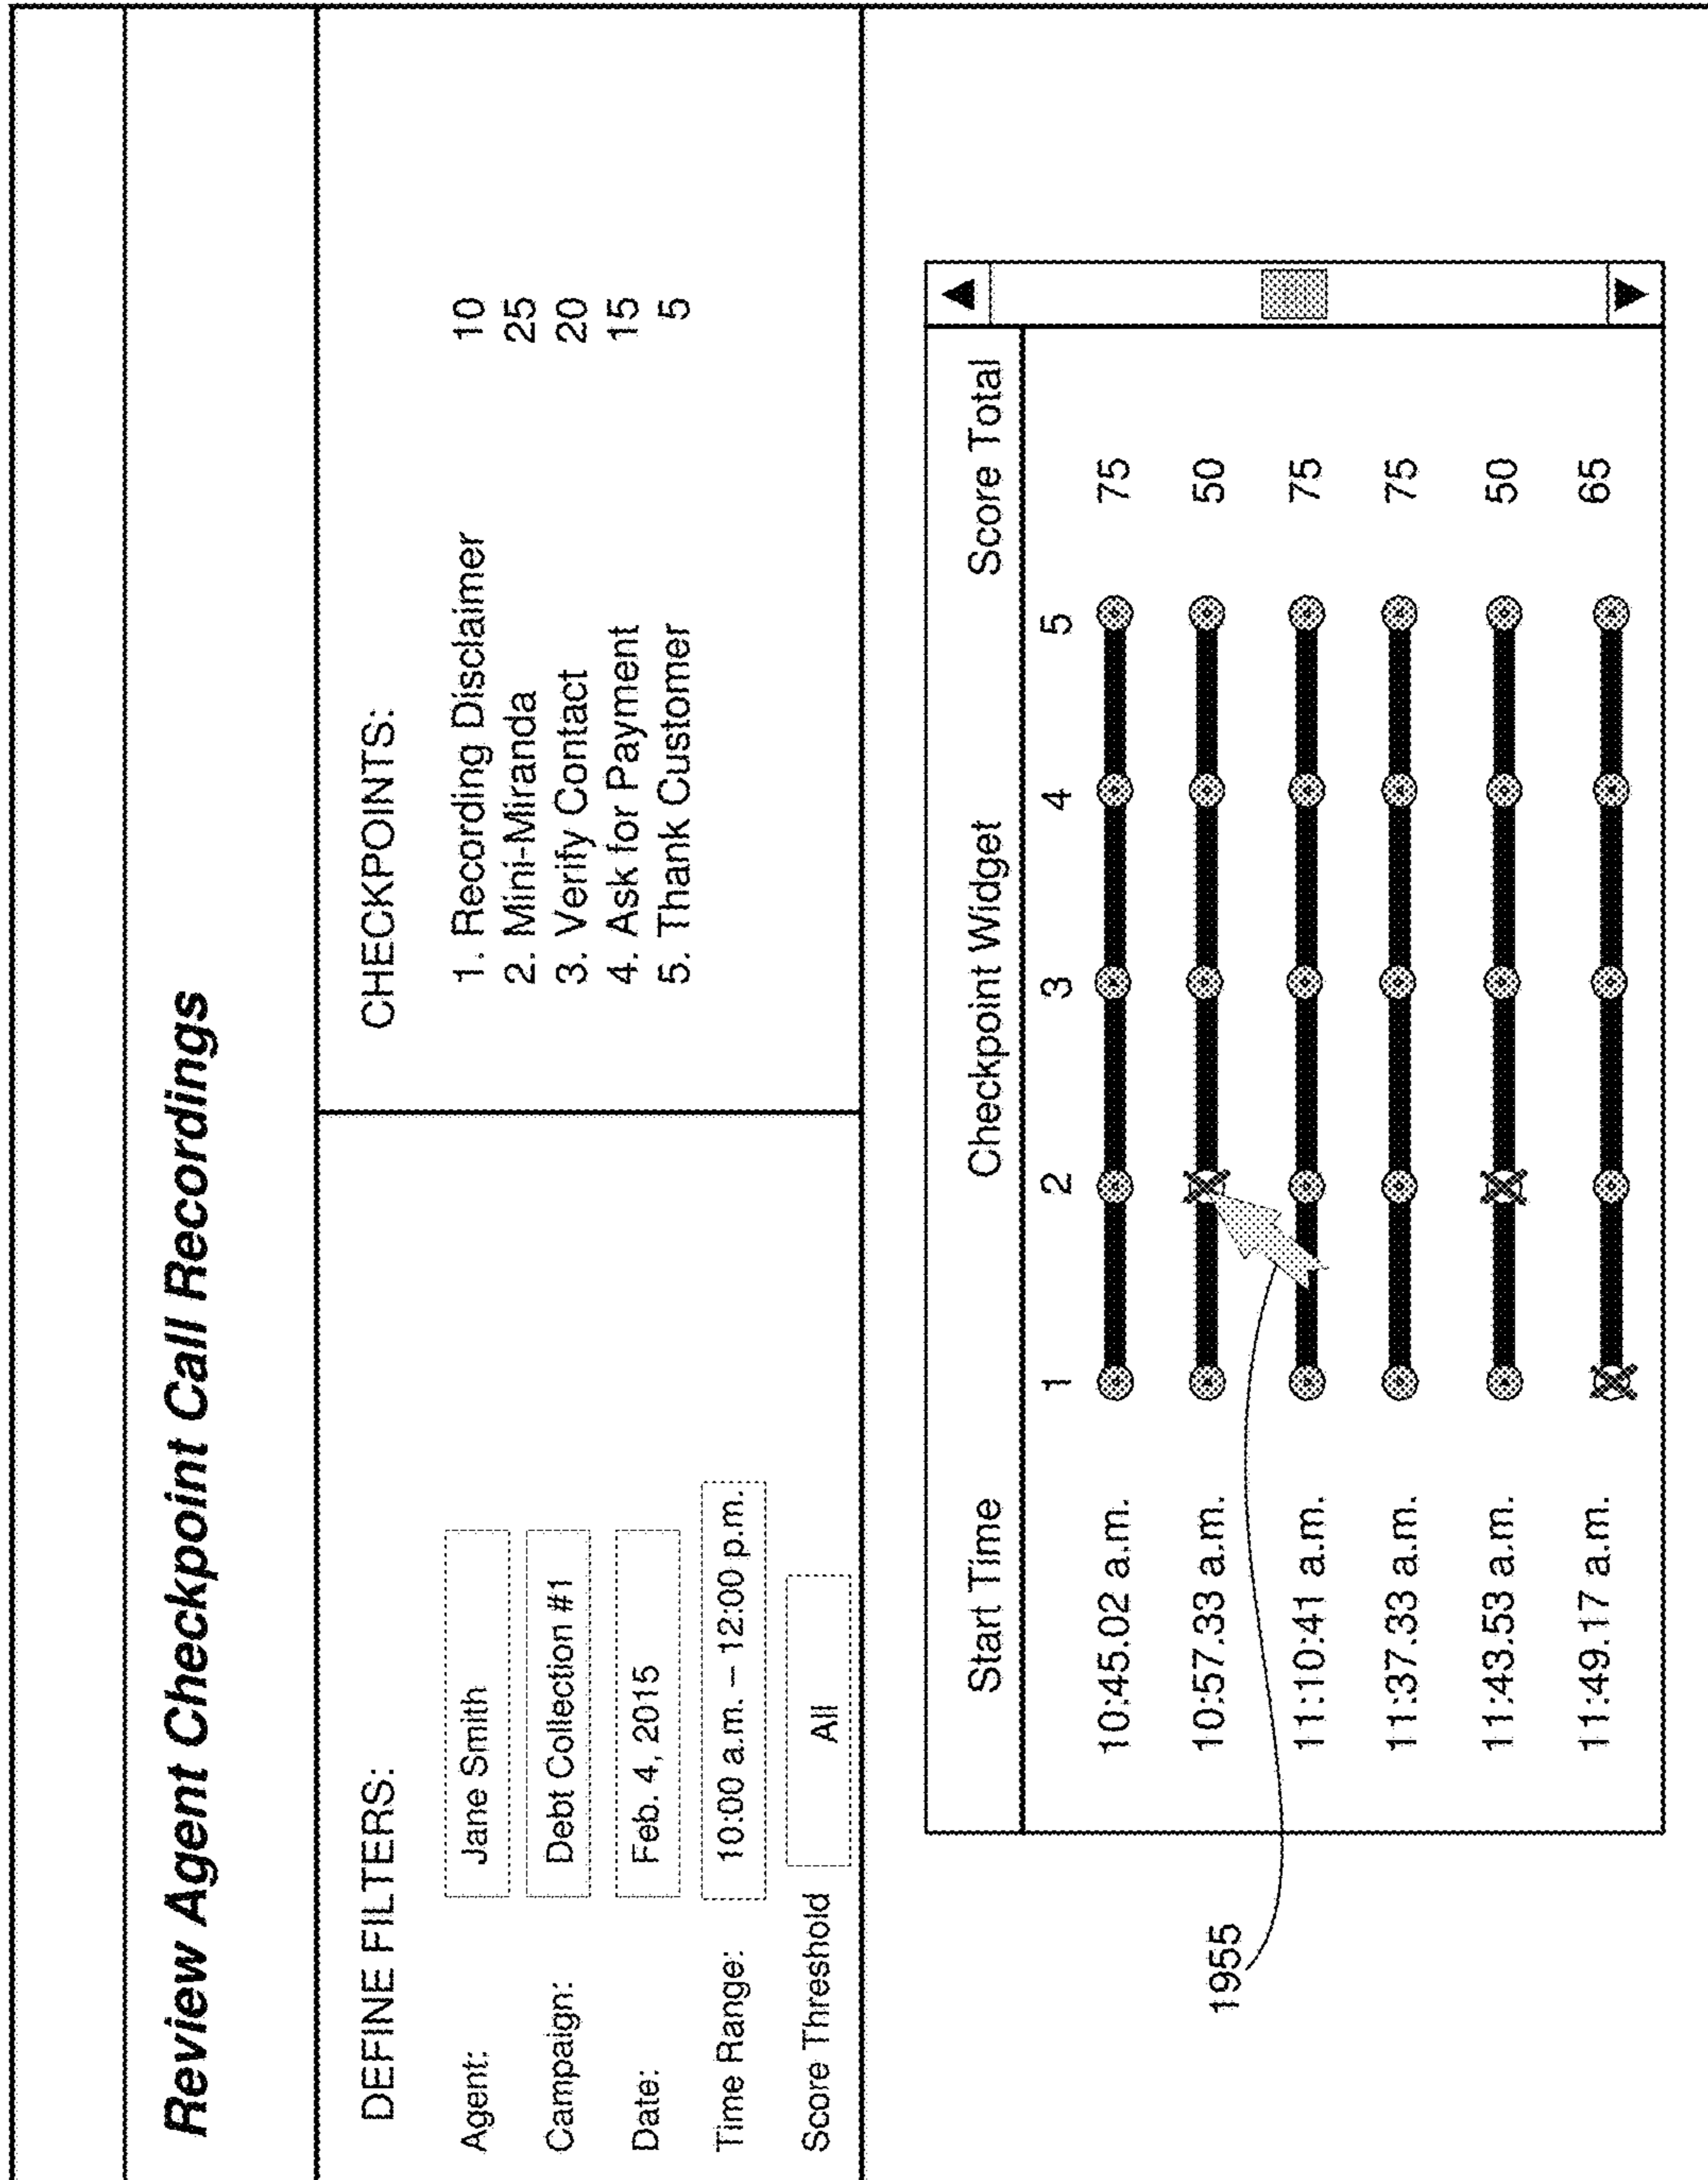 Review Agent Checkpoint Call Recordings
DEFINE FILTERS:
Agent: Jane Smith
Campaign: Debt Collection #1
Date: Feb. 4, 2015
Time Range: 10:00 a.m. – 12:00 p.m.
Score Threshold All
CHECKPOINTS:
1. Recording Disclaimer 10
2. Mini-Miranda 25
3. Verify Contact 20
4. Ask for Payment 15
5. Thank Customer 5
Start Time Checkpoint Widget Score Total
1 2 3 4 5
10:45.02 a.m. 75
10:57.33 a.m. 50
11:10:41 a.m. 75
11:37.33 a.m. 75
11:43.53 a.m. 50
11:49.17 a.m. 65
1955